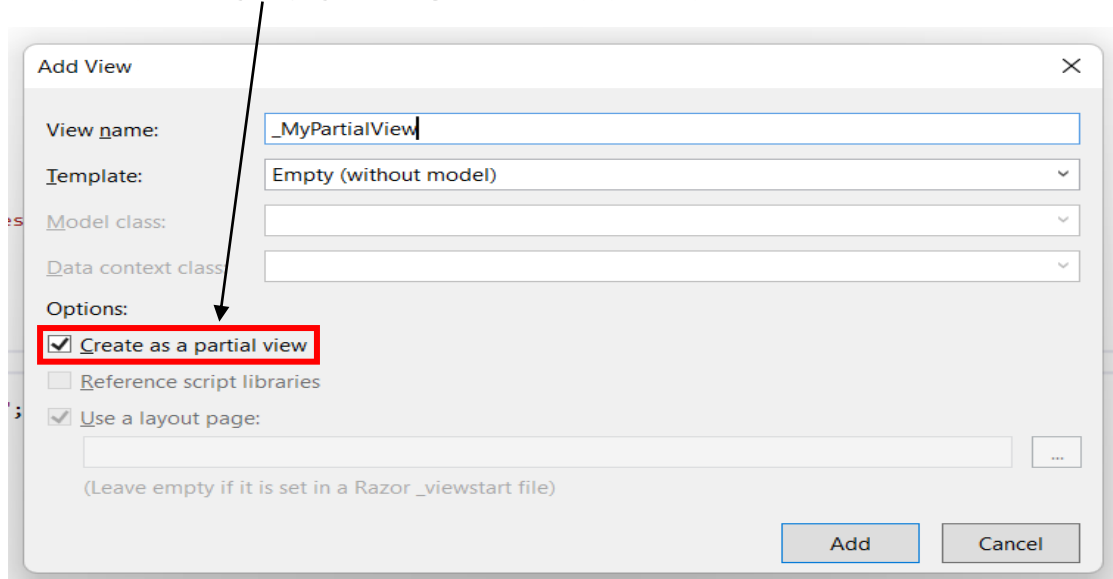 Add View
View name:
_MyPartialView
Template:
Empty (without model)
es
Model class:
Data context class:
Options:
Create as a partial view
Reference script libraries
";
Use a layout page:
...
(Leave empty if it is set in a Razor _viewstart file)
Add
Cancel